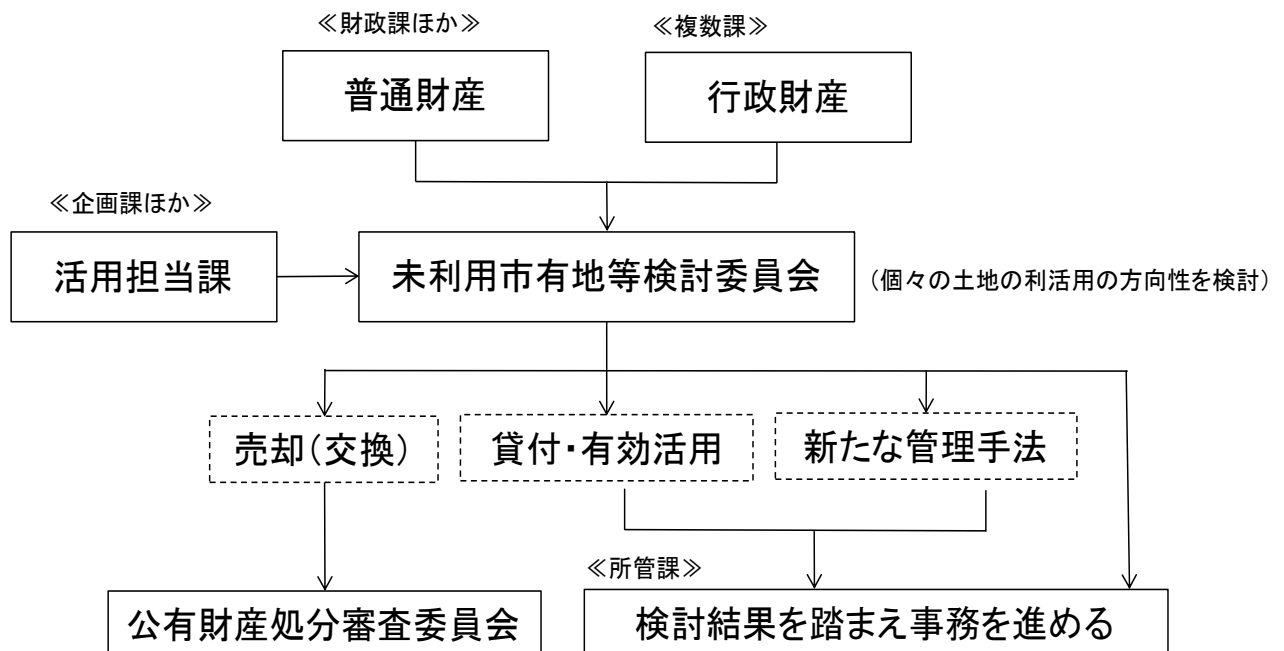 ≪財政課ほか≫
≪複数課≫
普通財産
行政財産
≪企画課ほか≫
活用担当課
未利用市有地等検討委員会
（個々の土地の利活用の方向性を検討）
売却（交換）
貸付・有効活用
新たな管理手法
≪所管課≫
公有財産処分審査委員会
検討結果を踏まえ事務を進める